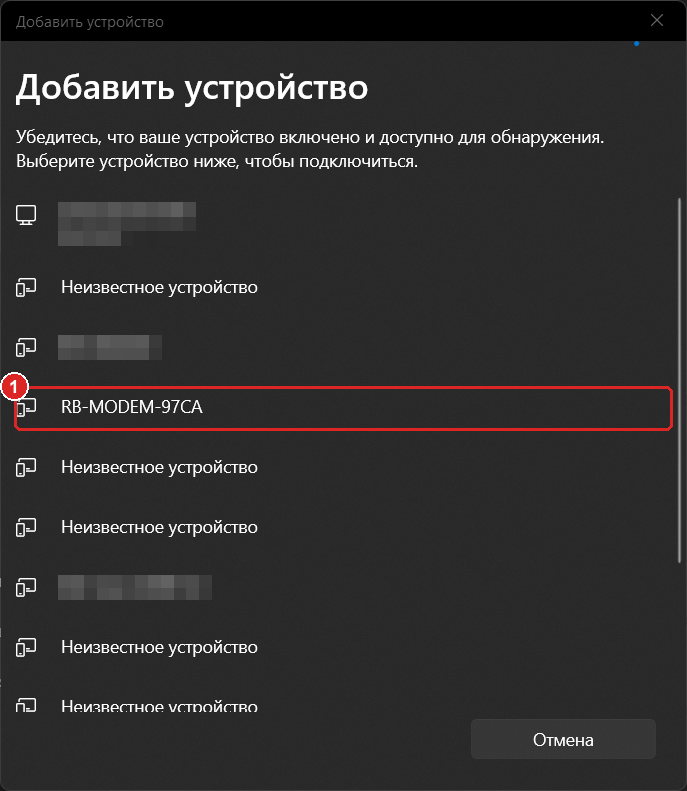 Добавить устройство
Добавить устройство
Убедитесь, что ваше устройство включено и доступно для обнаружения.
Выберите устройство ниже, чтобы подключиться.
Неизвестное устройство
1
RB-MODEM-97CA
Неизвестное устройство
Неизвестное устройство
Неизвестное устройство
Неизвестное устройство
Отмена